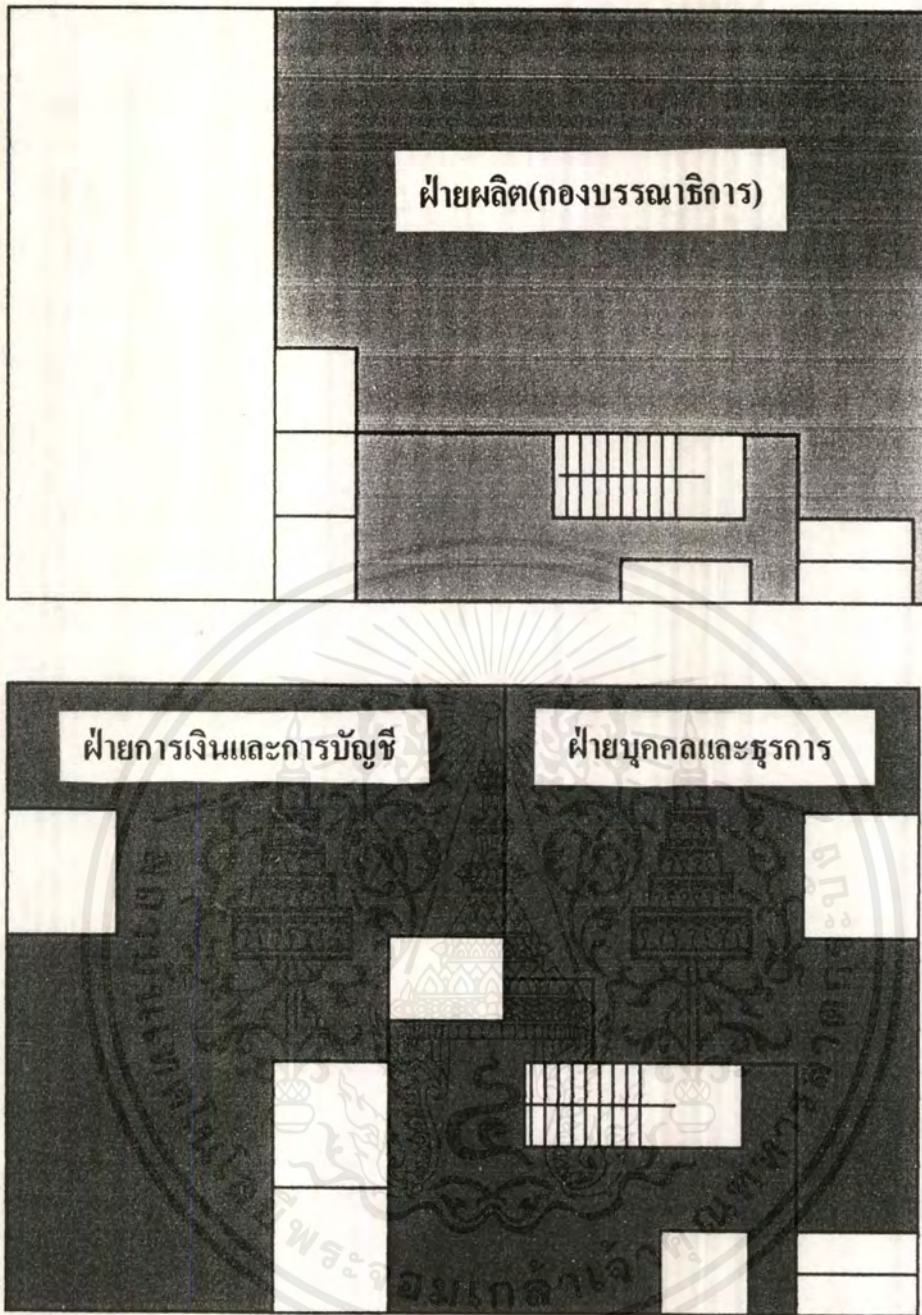 ฝ่ายผลิต(กองบรรณาธิการ)
ฝ่ายการเงินและการบัญชี
ฝ่ายบุคคลและธุรการ